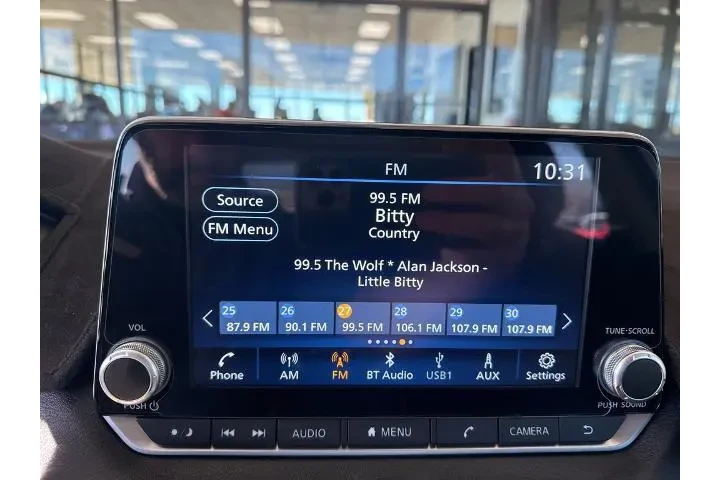 FM
10:31
Source
FM Menu
99.5 FM
Bitty
Country
99.5 The Wolf * Alan Jackson -
Little Bitty
25
87.9 FM
26
90.1 FM
27
99.5 FM
28
106.1 FM
29
107.9 FM
30
107.9 FM
Phone
AM
FM
BT Audio
USB1
AUX
Settings
VOL
PUSH
TUNE·SCROLL
PUSH SOUND
AUDIO
MENU
CAMERA